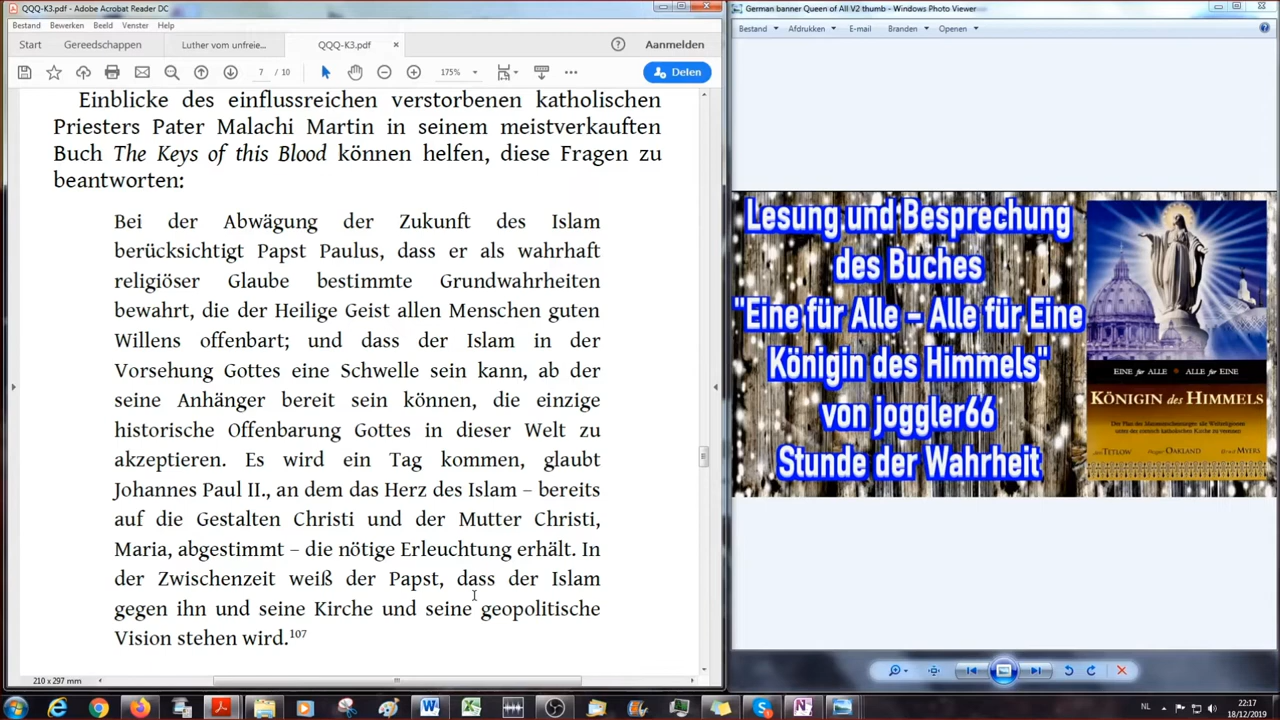 QQQ-K3.pdf - Adobe Acrobat Reader DC
Bestand Bewerken Beeld Venster Help
Start Gereedschappen Luther vom unfreie... QQQ-K3.pdf × Aanmelden
7 / 10 175% Delen
Einblicke des einflussreichen verstorbenen katholischen
Priesters Pater Malachi Martin in seinem meistverkauften
Buch The Keys of this Blood können helfen, diese Fragen zu
beantworten:
Bei der Abwägung der Zukunft des Islam
berücksichtigt Papst Paulus, dass er als wahrhaft
religiöser Glaube bestimmte Grundwahrheiten
bewahrt, die der Heilige Geist allen Menschen guten
Willens offenbart; und dass der Islam in der
Vorsehung Gottes eine Schwelle sein kann, ab der
seine Anhänger bereit sein können, die einzige
historische Offenbarung Gottes in dieser Welt zu
akzeptieren. Es wird ein Tag kommen, glaubt
Johannes Paul II., an dem das Herz des Islam – bereits
auf die Gestalten Christi und der Mutter Christi,
Maria, abgestimmt – die nötige Erleuchtung erhält. In
der Zwischenzeit weiß der Papst, dass der Islam
gegen ihn und seine Kirche und seine geopolitische
Vision stehen wird.107
210 x 297 mm
German banner Queen of All V2 thumb - Windows Photo Viewer
Bestand Afdrukken E-mail Branden Openen
Lesung und Besprechung
des Buches
"Eine für Alle – Alle für Eine
Königin des Himmels"
von joggler66
Stunde der Wahrheit
EINE für ALLE • ALLE für EINE
KÖNIGIN des HIMMELS
JIM TETLOW Roger OAKLAND Brad MYERS
NL 22:17
18/12/2019